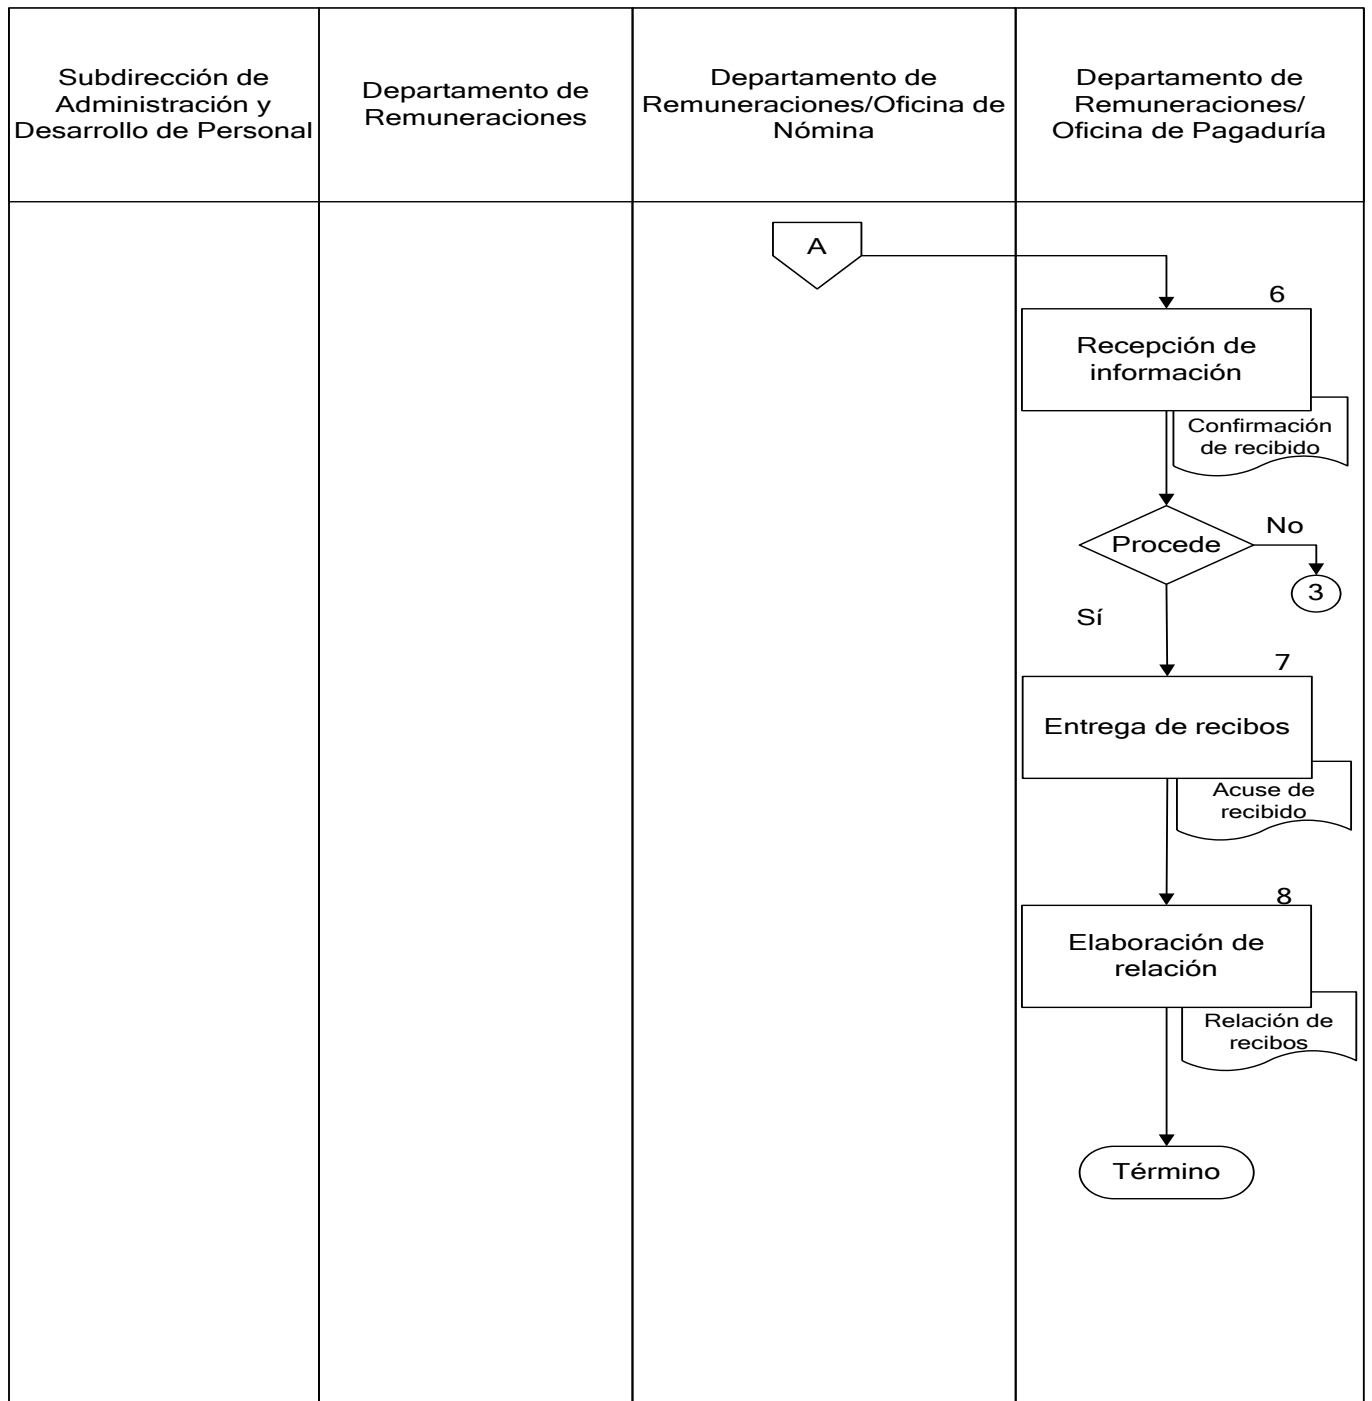 Subdirección de
Administración y
Desarrollo de Personal
Departamento de
Remuneraciones
Departamento de
Remuneraciones/Oficina de
Nómina
Departamento de
Remuneraciones/
Oficina de Pagaduría
A
6
Recepción de
información
Confirmación
de recibido
Procede
No
3
Sí
7
Entrega de recibos
Acuse de
recibido
8
Elaboración de
relación
Relación de
recibos
Término